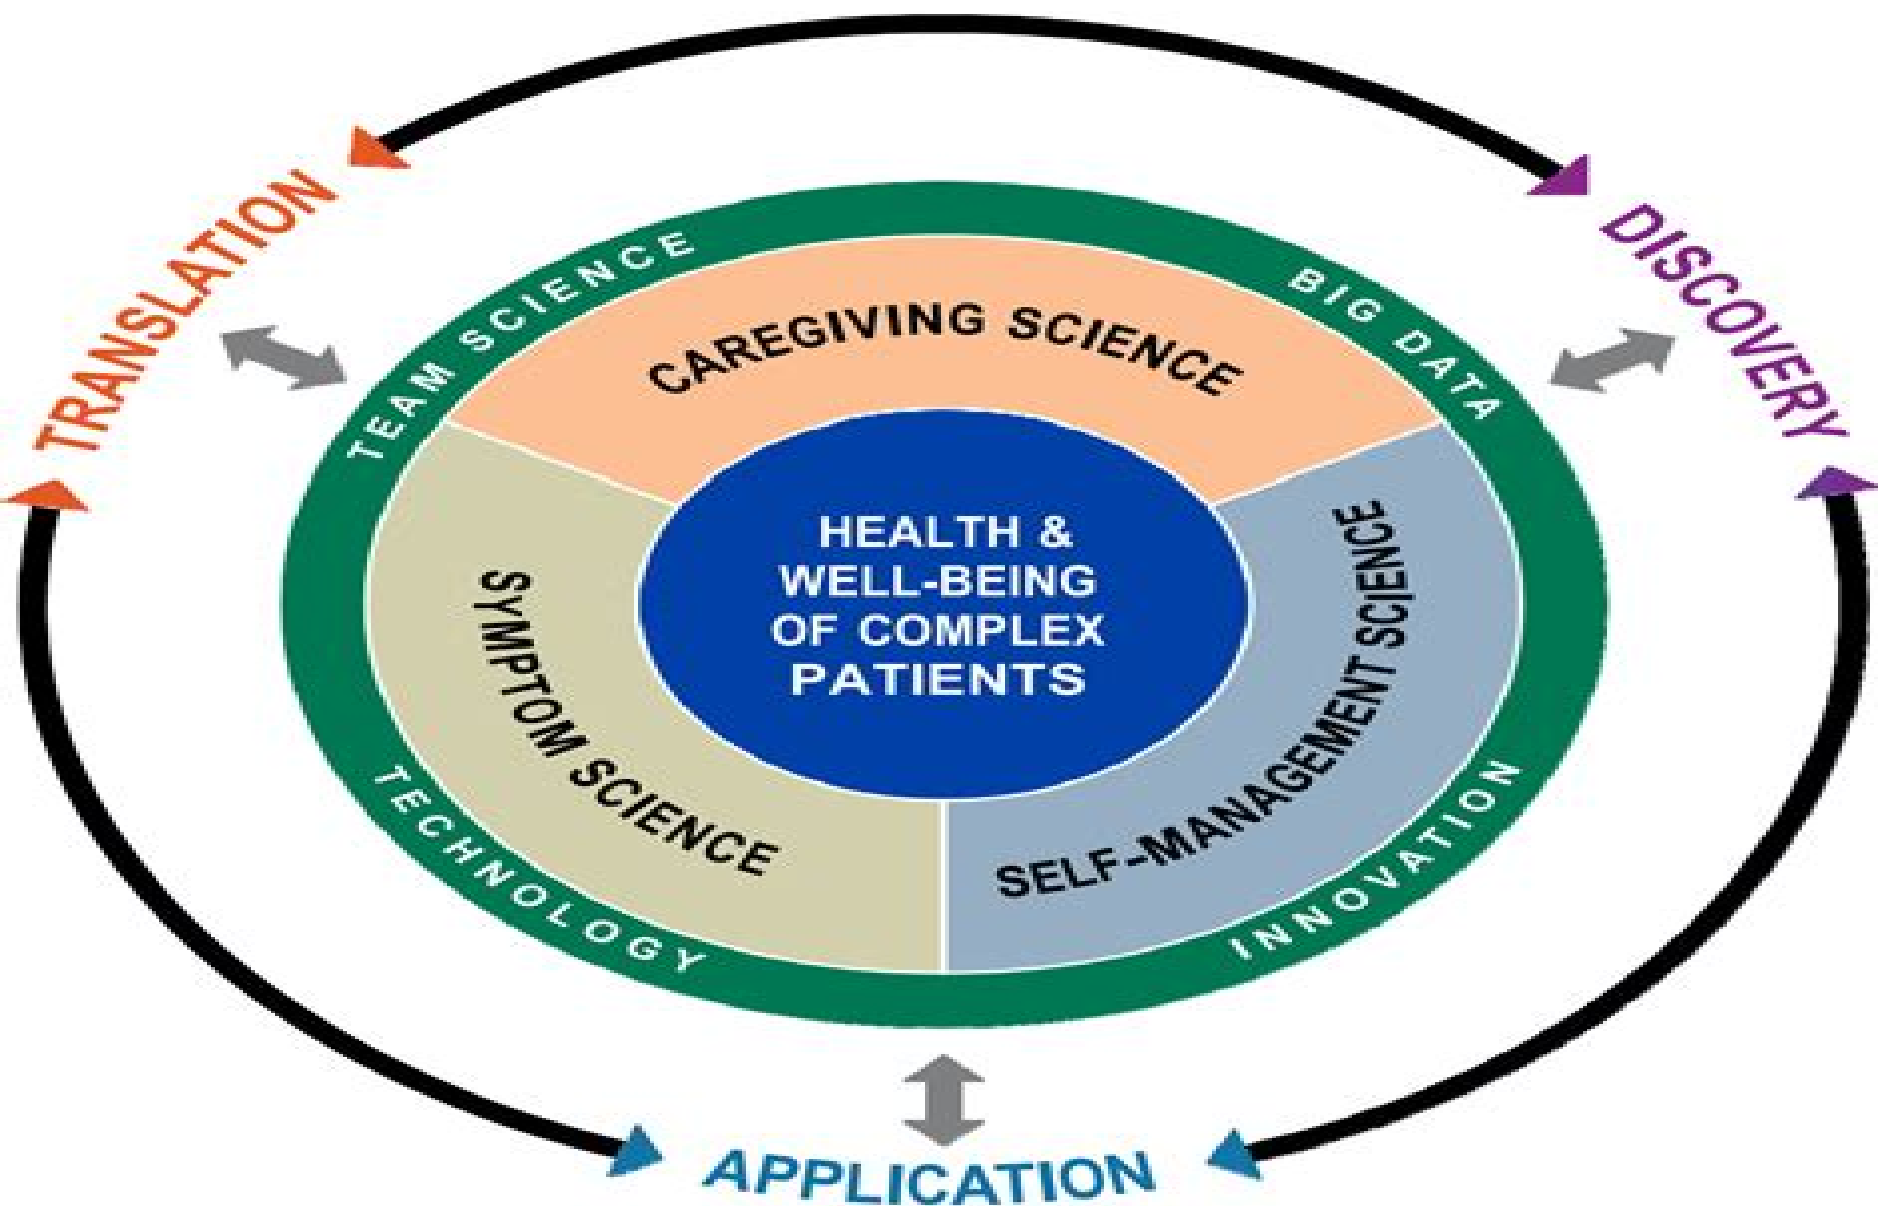 TRANSLATION
DISCOVERY
TEAM SCIENCE
BIG DATA
CAREGIVING SCIENCE
HEALTH &
WELL-BEING
OF COMPLEX
PATIENTS
SYMPTOM SCIENCE
SELF-MANAGEMENT SCIENCE
TECHNOLOGY
INNOVATION
APPLICATION